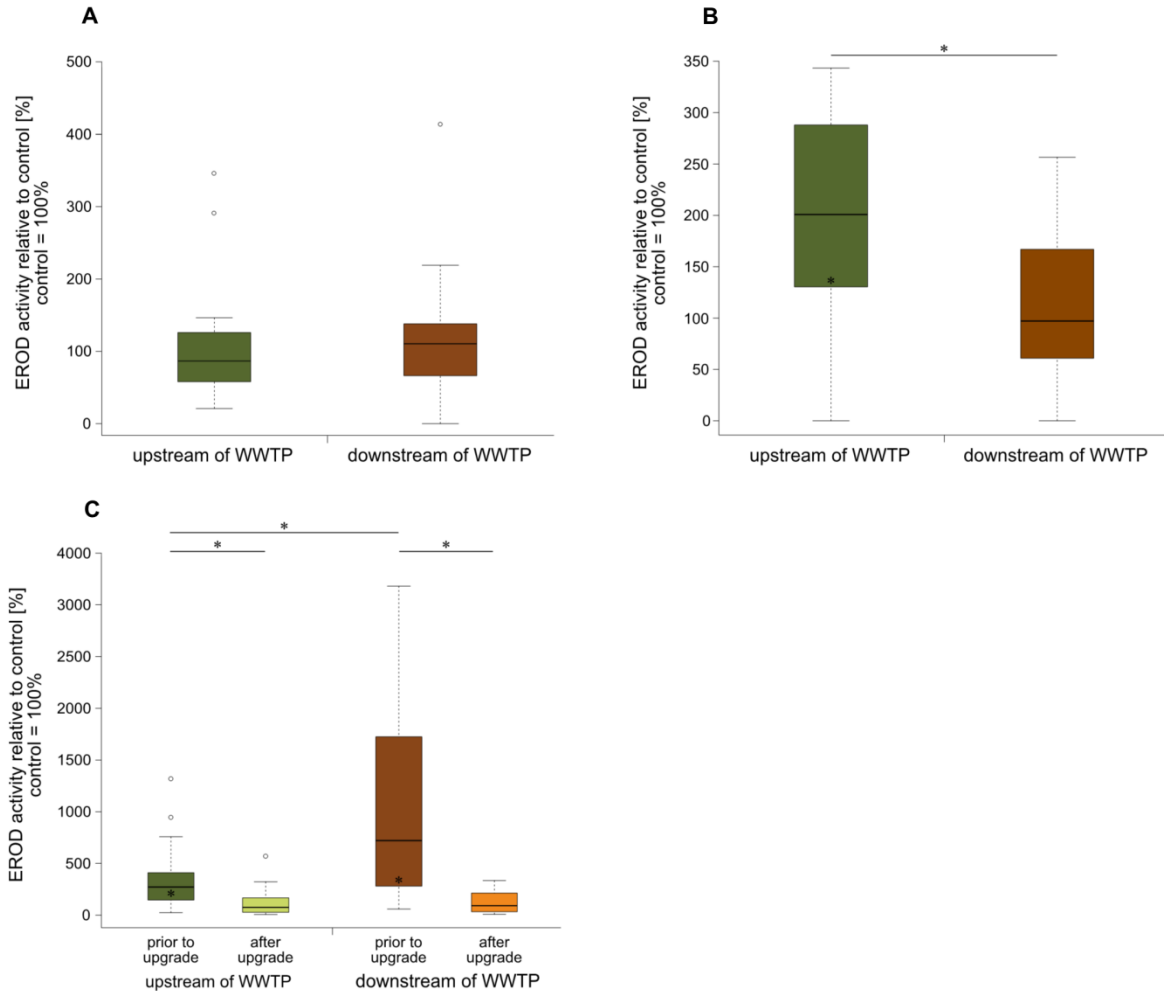 A
EROD activity relative to control [%]
control = 100%
500
400
300
200
100
0
upstream of WWTP
downstream of WWTP
B
*
EROD activity relative to control [%]
control = 100%
350
300
250
200
150
100
50
0
*
upstream of WWTP
downstream of WWTP
C
*
*
*
EROD activity relative to control [%]
control = 100%
4000
3500
3000
2500
2000
1500
1000
500
0
*
*
prior to
upgrade
after
upgrade
prior to
upgrade
after
upgrade
upstream of WWTP
downstream of WWTP